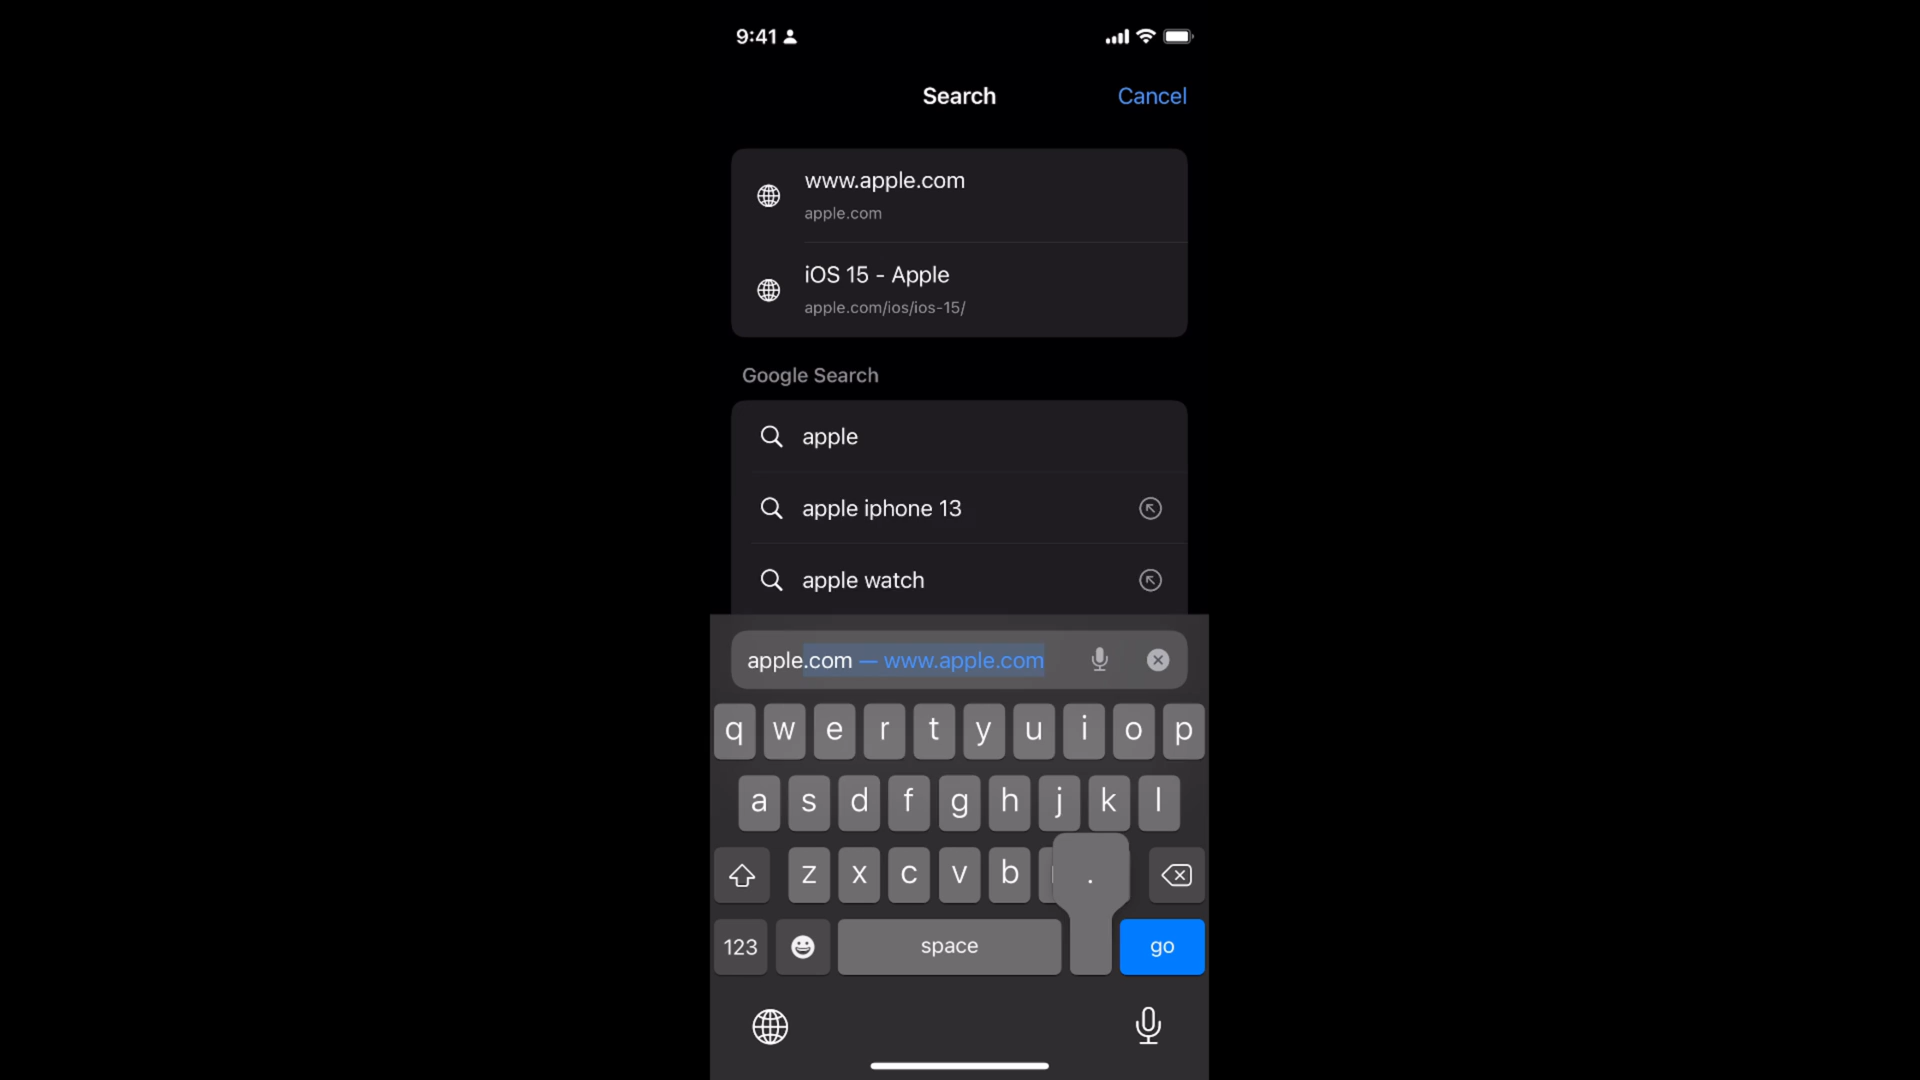 9:41
Search
Cancel
www.apple.com
apple.com
iOS 15 - Apple
apple.com/ios/ios-15/
Google Search
apple
apple iphone 13
apple watch
apple.com — www.apple.com
q w e r t y u i o p
a s d f g h j k l
z x c v b .
123 space go